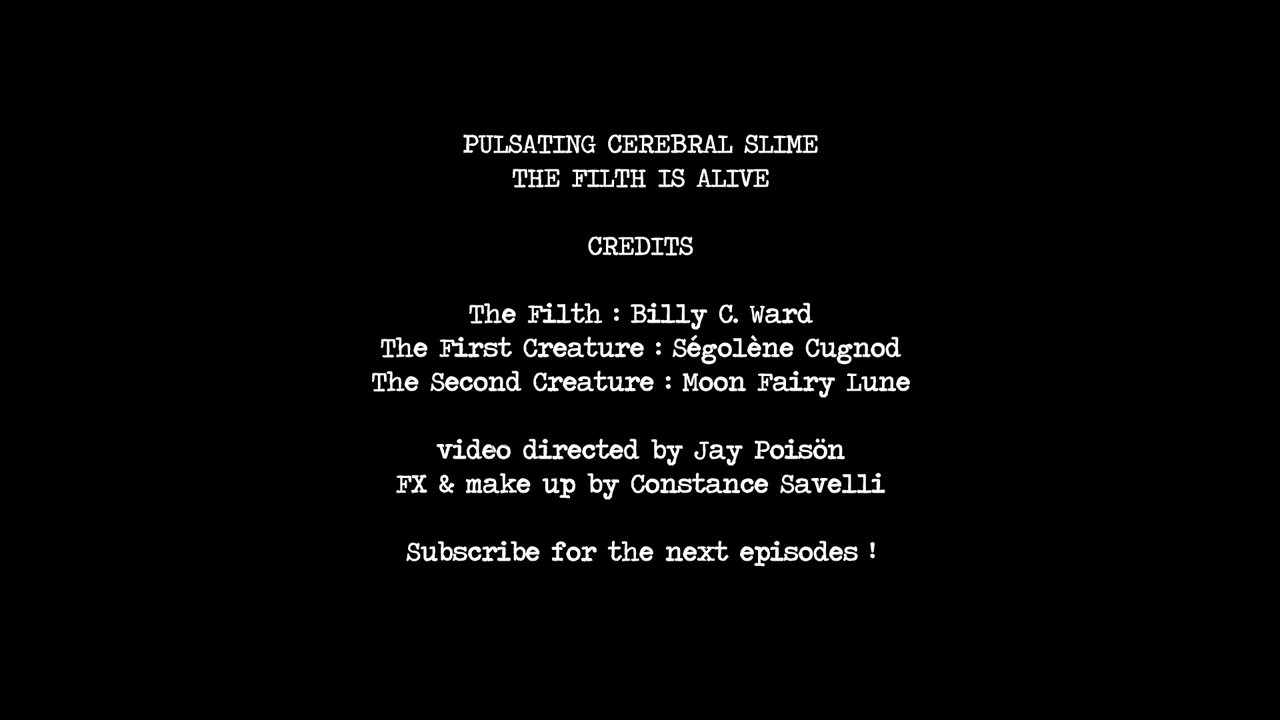 PULSATING CEREBRAL SLIME
THE FILTH IS ALIVE
CREDITS
The Filth : Billy C. Ward
The First Creature : Ségolène Cugnod
The Second Creature : Moon Fairy Lune
video directed by Jay Poisön
FX & make up by Constance Savelli
Subscribe for the next episodes !